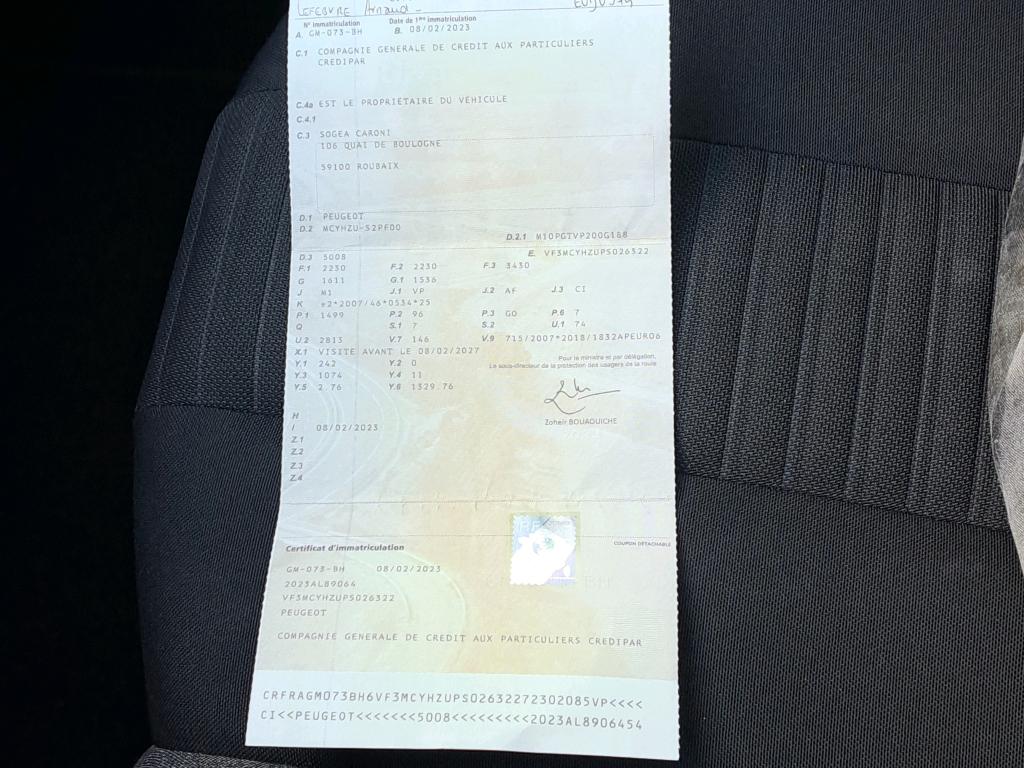 LEFEBVRE Arnaud
N° Immatriculation Date de 1ère immatriculation
A. GM-073-BH B. 08/02/2023
C.1 COMPAGNIE GENERALE DE CREDIT AUX PARTICULIERS
CREDIPAR
C.4a EST LE PROPRIETAIRE DU VEHICULE
C.4.1
C.3 SOGEA CARONI
106 QUAI DE BOULOGNE
59100 ROUBAIX
D.1 PEUGEOT
D.2 MCYHZU-S2PF00 D.2.1 M10PGTVP200G188
E. VF3MCYHZUPS026322
D.3 5008
F.1 2230 F.2 2230 F.3 3430
G 1611 G.1 1536
J M1 J.1 VP J.2 AF J.3 CI
K e2*2007/46*0534*25
P.1 1499 P.2 96 P.3 GO P.6 7
Q S.1 7 S.2 U.1 74
U.2 2813 V.7 146 V.9 715/2007*2018/1832APEURO6
X.1 VISITE AVANT LE 08/02/2027
Y.1 242 Y.2 0
Y.3 1074 Y.4 11
Y.5 2.76 Y.6 1329.76
Pour le ministre et par délégation,
Le sous-directeur de la protection des usagers de la route
Zoheir BOUAOUICHE
H
I 08/02/2023
Z.1
Z.2
Z.3
Z.4
Certificat d'immatriculation COUPON DÉTACHABLE
GM-073-BH 08/02/2023
2023AL89064
VF3MCYHZUPS026322
PEUGEOT
COMPAGNIE GENERALE DE CREDIT AUX PARTICULIERS CREDIPAR
CRFRAGM073BH6VF3MCYHZUPS02632272302085VP<<<<
CI<<PEUGEOT<<<<<<<5008<<<<<<<<<2023AL8906454